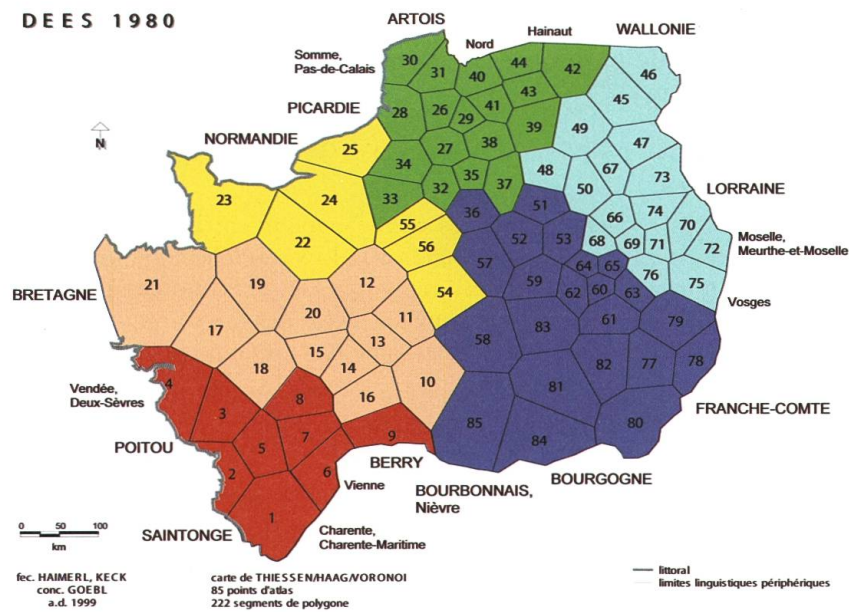 DEES 1980
ARTOIS
WALLONIE
Nord
Hainaut
Somme,
Pas-de-Calais
PICARDIE
NORMANDIE
N
LORRAINE
Moselle,
Meurthe-et-Moselle
Vosges
BRETAGNE
Vendée,
Deux-Sèvres
POITOU
FRANCHE-COMTE
BERRY
BOURGOGNE
BOURBONNAIS,
Nièvre
Vienne
SAINTONGE
Charente,
Charente-Maritime
30 31 40 44 42 46
45
28 26 29 41 43 39 49 47
25 34 27 38 48 67 73
23 24 33 32 35 37 50 74
22 55 36 51 66 70
56 52 53 68 69 71 72
21 19 12 57 64 65 76 75
54 59 62 60 63
17 20 11 61 79
18 15 13 58 83
4 14 82 77 78
3 8 16 10 81
5 7 9 85 80
2 6 84
1
0 50 100
km
fec. HAIMERL, KECK
conc. GOEBL
a.d. 1999
carte de THIESSEN/HAAG/VORONOI
85 points d'atlas
222 segments de polygone
littoral
limites linguistiques périphériques